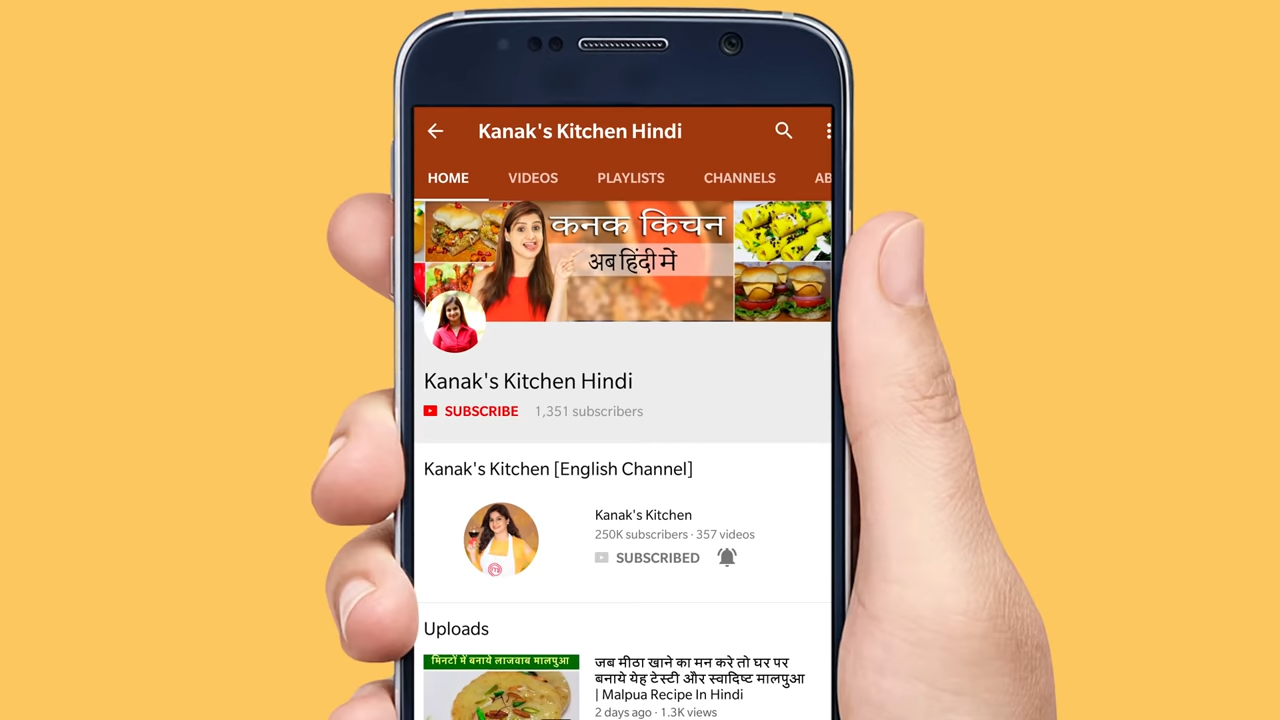 Kanak's Kitchen Hindi
HOME VIDEOS PLAYLISTS CHANNELS AB
कनक किचन
अब हिंदी में
Kanak's Kitchen Hindi
SUBSCRIBE 1,351 subscribers
Kanak's Kitchen [English Channel]
Kanak's Kitchen
250K subscribers · 357 videos
SUBSCRIBED
Uploads
मिनटों में बनाये लाजवाब मालपुआ
जब मीठा खाने का मन करे तो घर पर
बनाये येह टेस्टी और स्वादिष्ट मालपुआ
| Malpua Recipe In Hindi
2 days ago · 1.3K views